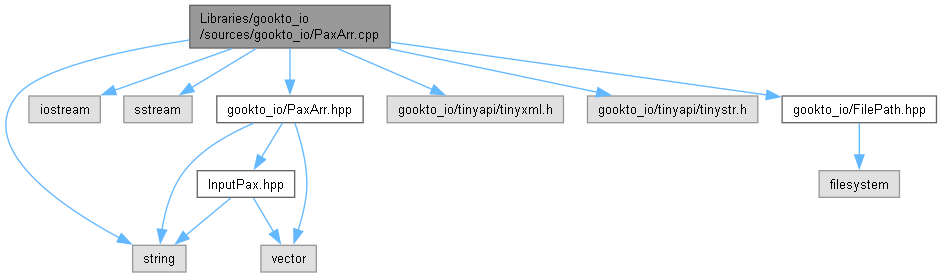 Libraries/gookto_io
/sources/gookto_io/PaxArr.cpp
iostream
sstream
gookto_io/PaxArr.hpp
gookto_io/tinyapi/tinyxml.h
gookto_io/tinyapi/tinystr.h
gookto_io/FilePath.hpp
InputPax.hpp
filesystem
string
vector